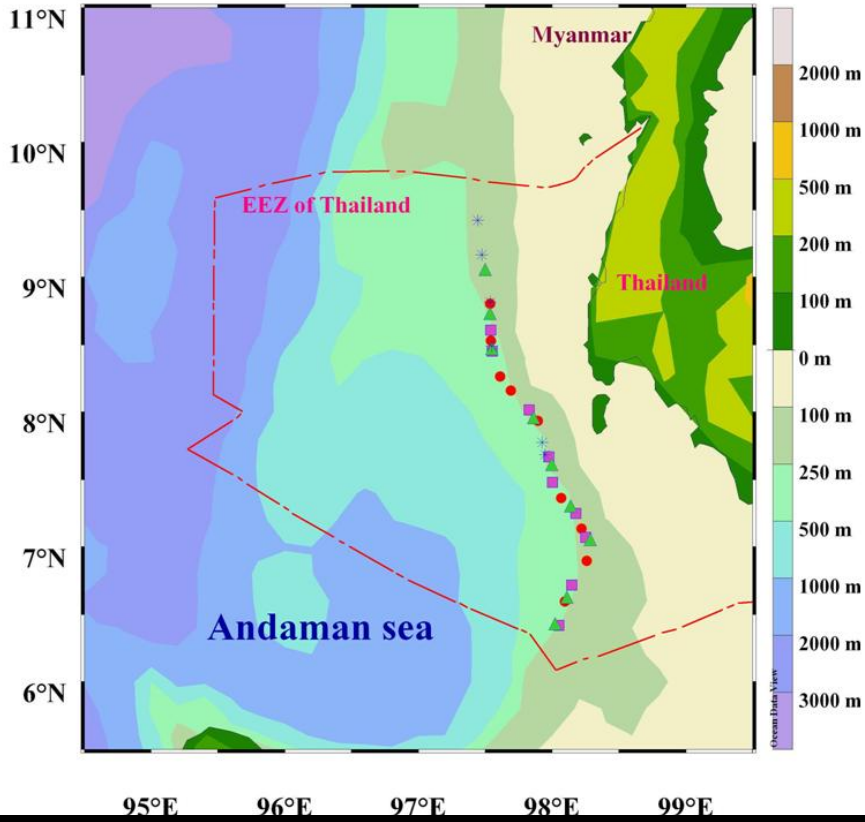 11°N
10°N
9°N
8°N
7°N
6°N
Myanmar
EEZ of Thailand
Thailand
Andaman sea
2000 m
1000 m
500 m
200 m
100 m
0 m
100 m
250 m
500 m
1000 m
2000 m
3000 m
Ocean Data View
95°E 96°E 97°E 98°E 99°E